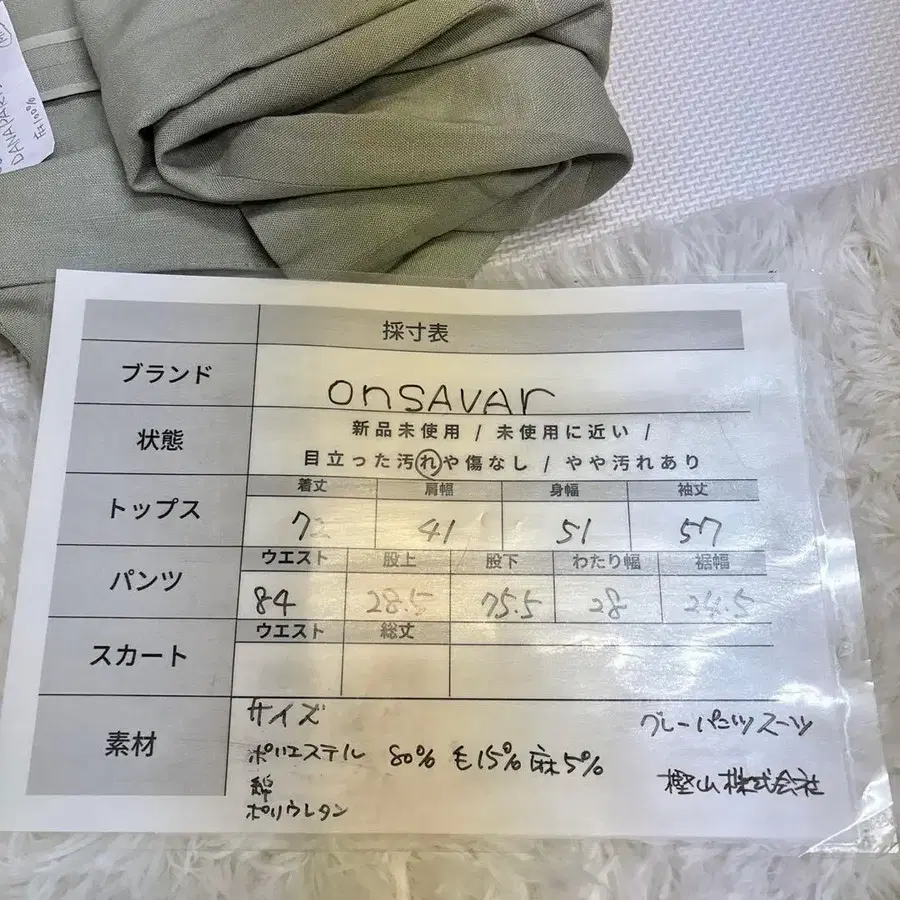 DANA PARK
F 100%
採寸表
ブランド onSAVAr
状態 新品未使用 / 未使用に近い /
目立った汚れや傷なし / やや汚れあり
トップス 着丈 肩幅 身幅 袖丈
72 41 51 57
パンツ ウエスト 股上 股下 わたり幅 裾幅
84 28.5 75.5 28 24.5
スカート ウエスト 総丈
素材 サイズ グレーパンツスーツ
ポリエステル 80% 毛15% 麻5%
綿 樫山株式会社
ポリウレタン